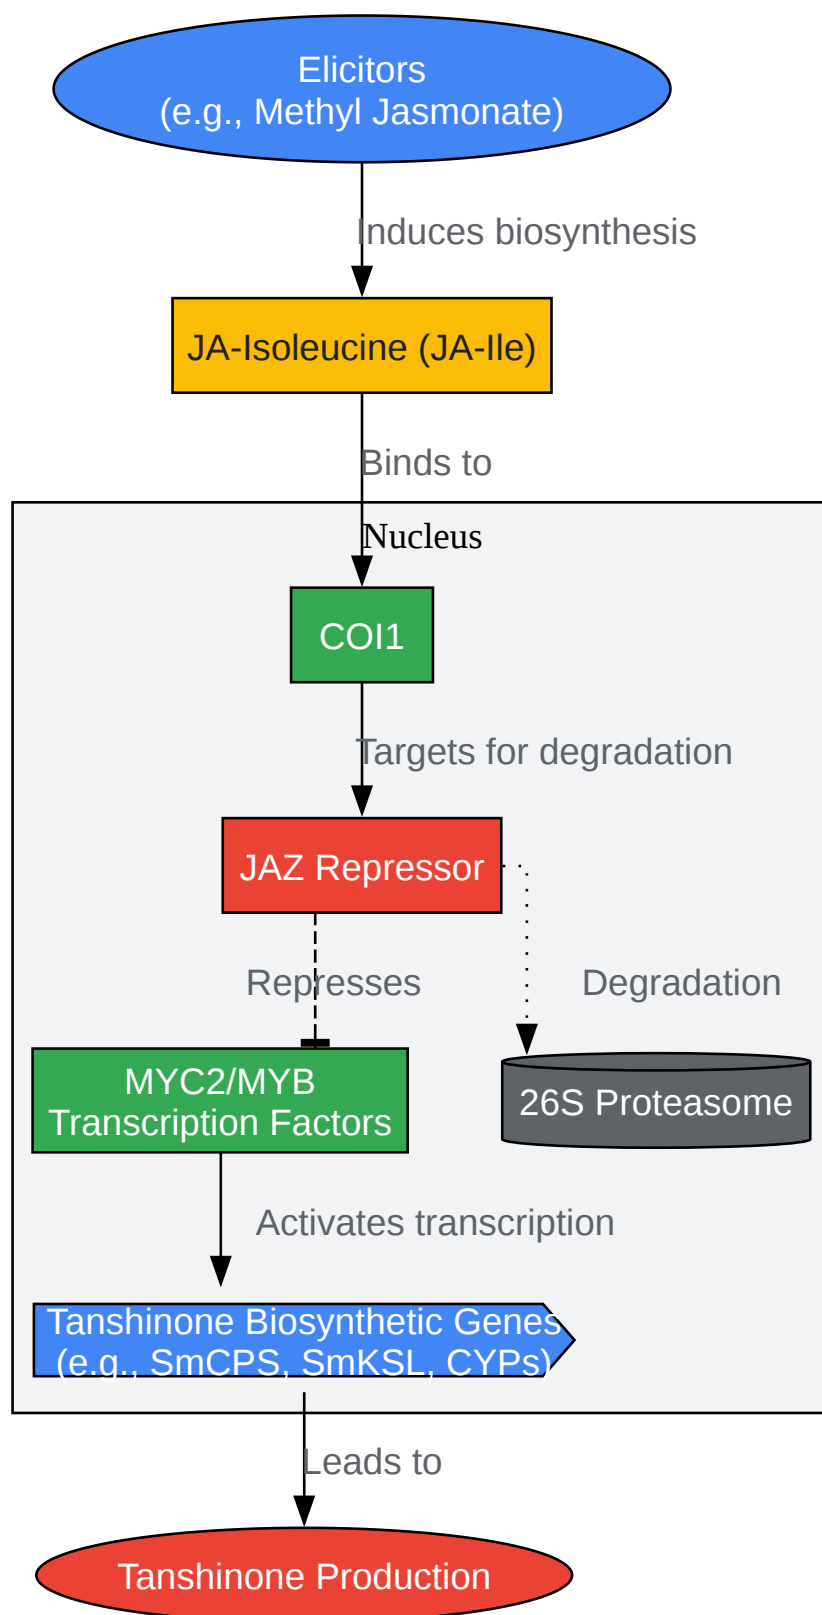 Elicitors
(e.g., Methyl Jasmonate)
Induces biosynthesis
JA-Isoleucine (JA-Ile)
Binds to
Nucleus
COI1
Targets for degradation
JAZ Repressor
Represses
Degradation
MYC2/MYB
Transcription Factors
26S Proteasome
Activates transcription
Tanshinone Biosynthetic Genes
(e.g., SmCPS, SmKSL, CYPs)
Leads to
Tanshinone Production